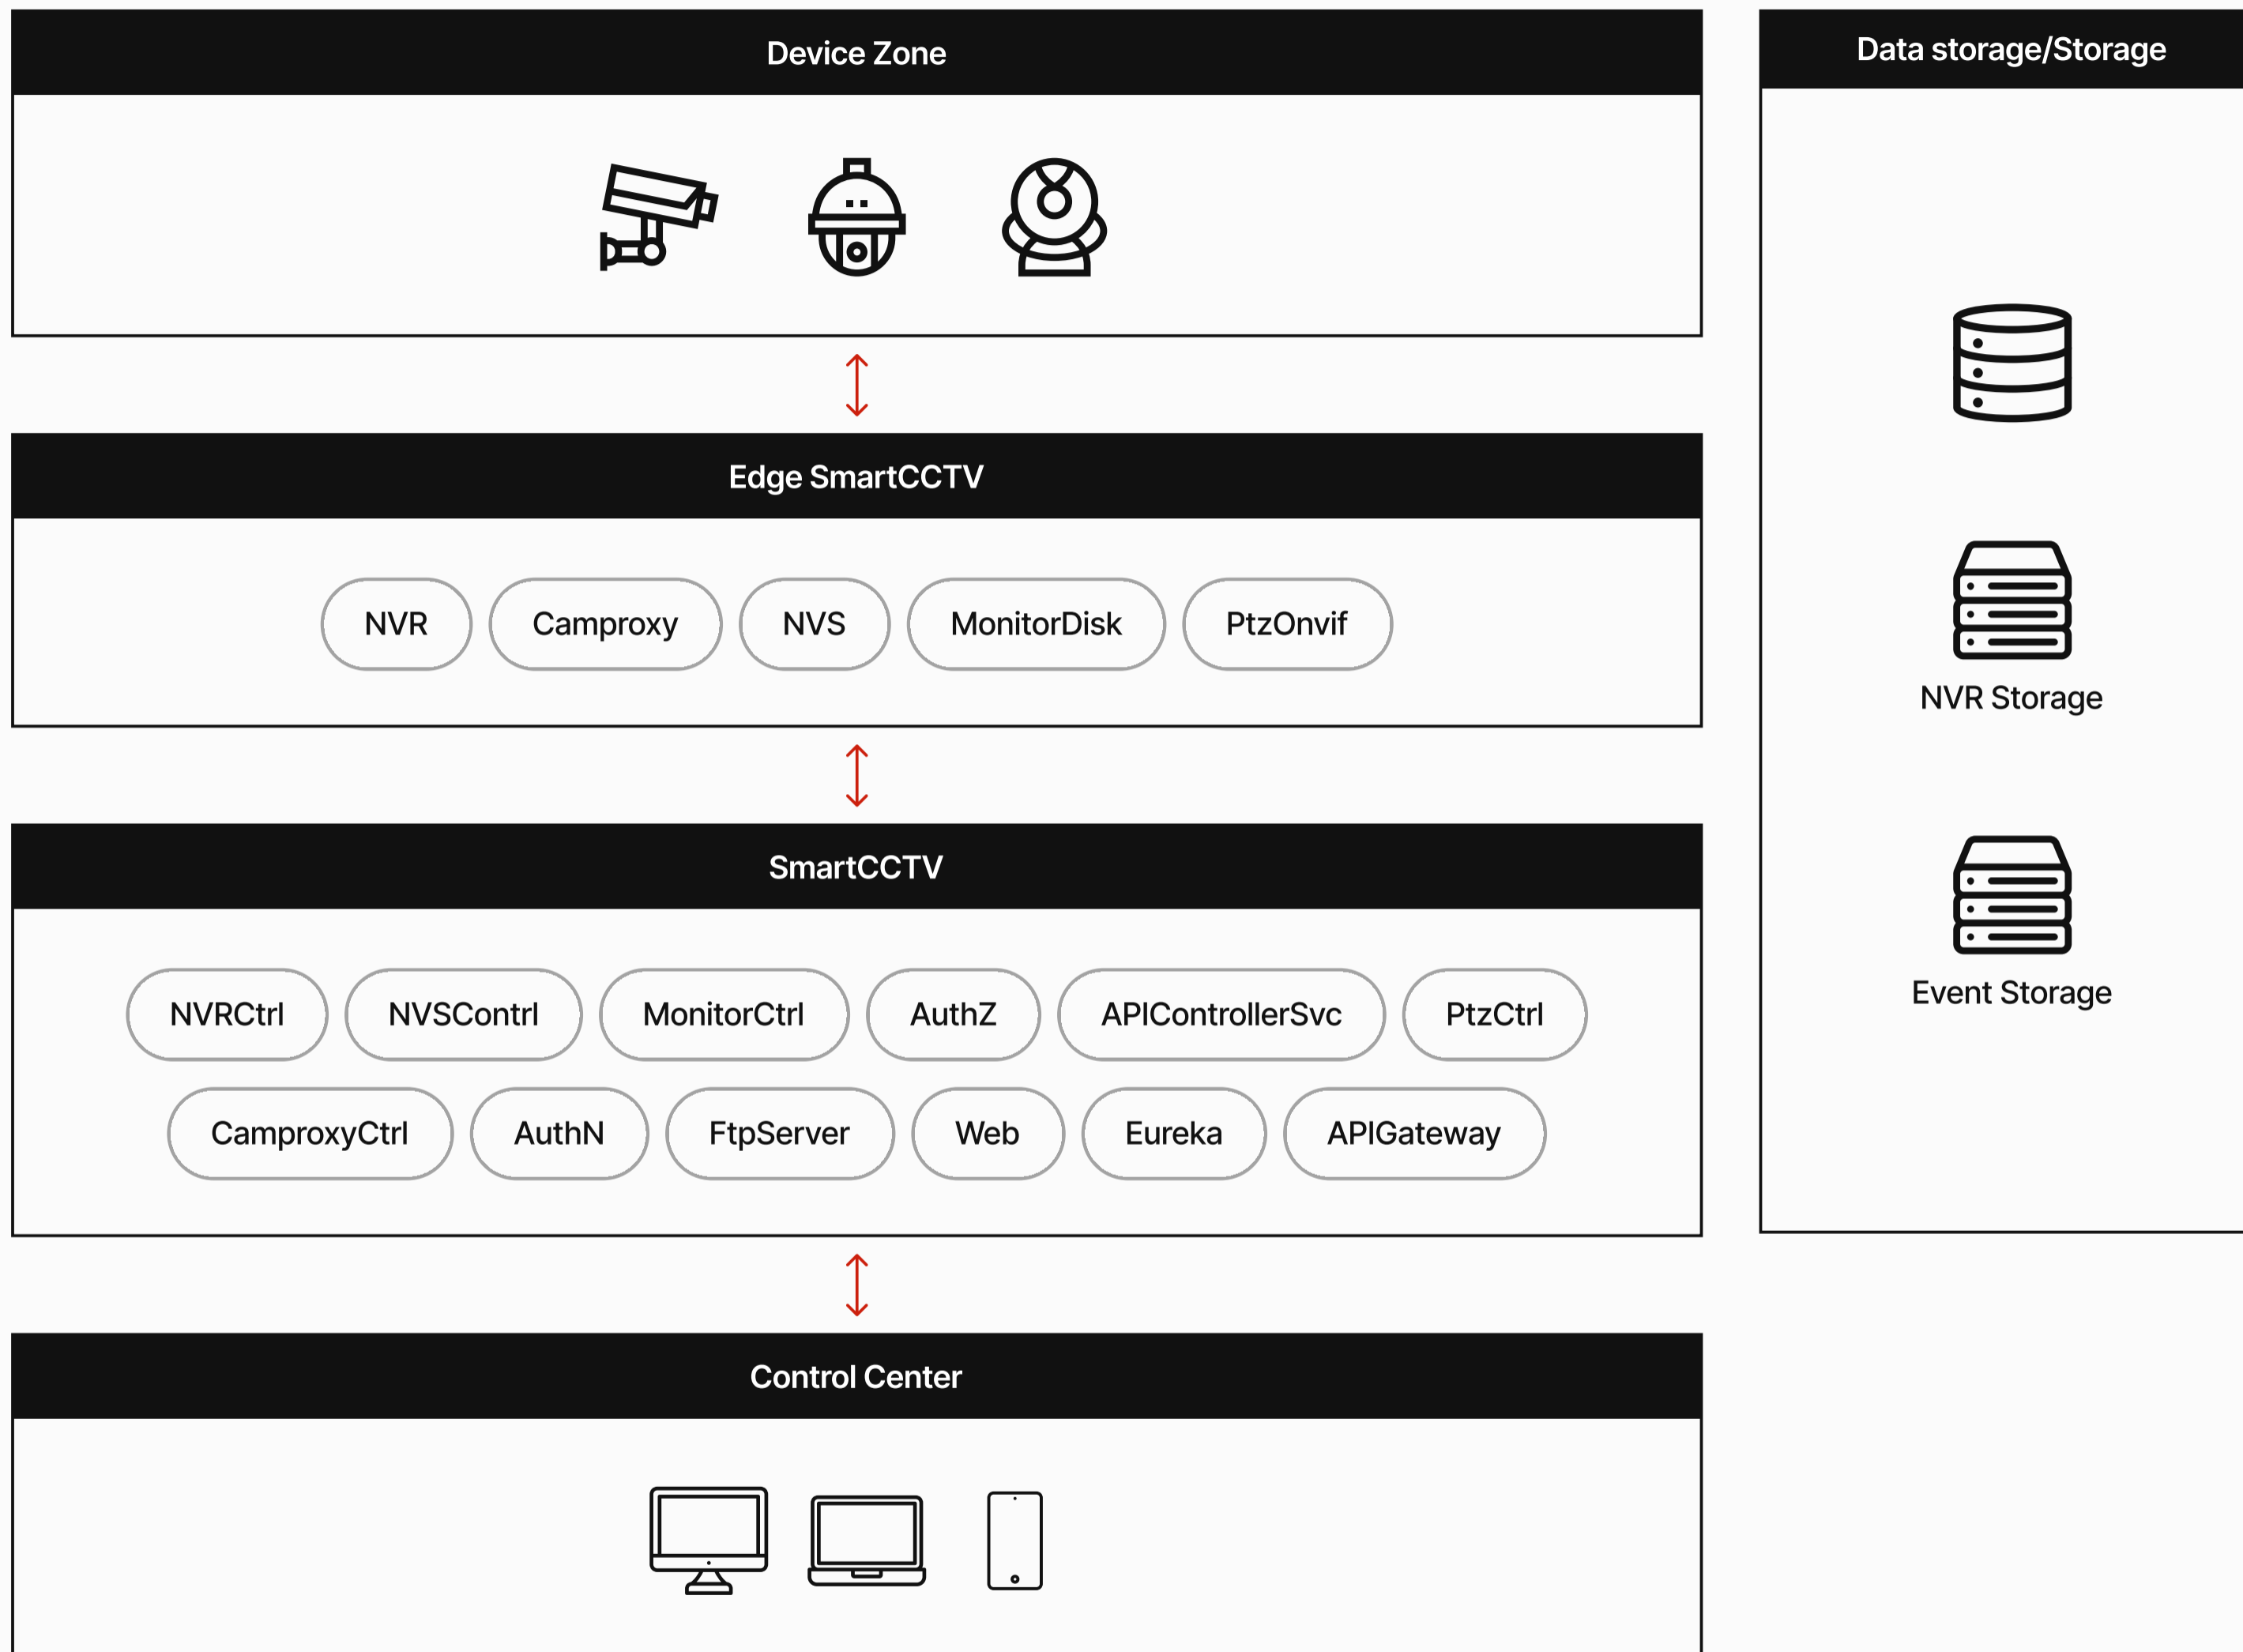 Device Zone
Edge SmartCCTV
NVR
Camproxy
NVS
MonitorDisk
PtzOnvif
SmartCCTV
NVRCtrl
NVSContrl
MonitorCtrl
AuthZ
APIControllerSvc
PtzCtrl
CamproxyCtrl
AuthN
FtpServer
Web
Eureka
APIGateway
Control Center
Data storage/Storage
NVR Storage
Event Storage